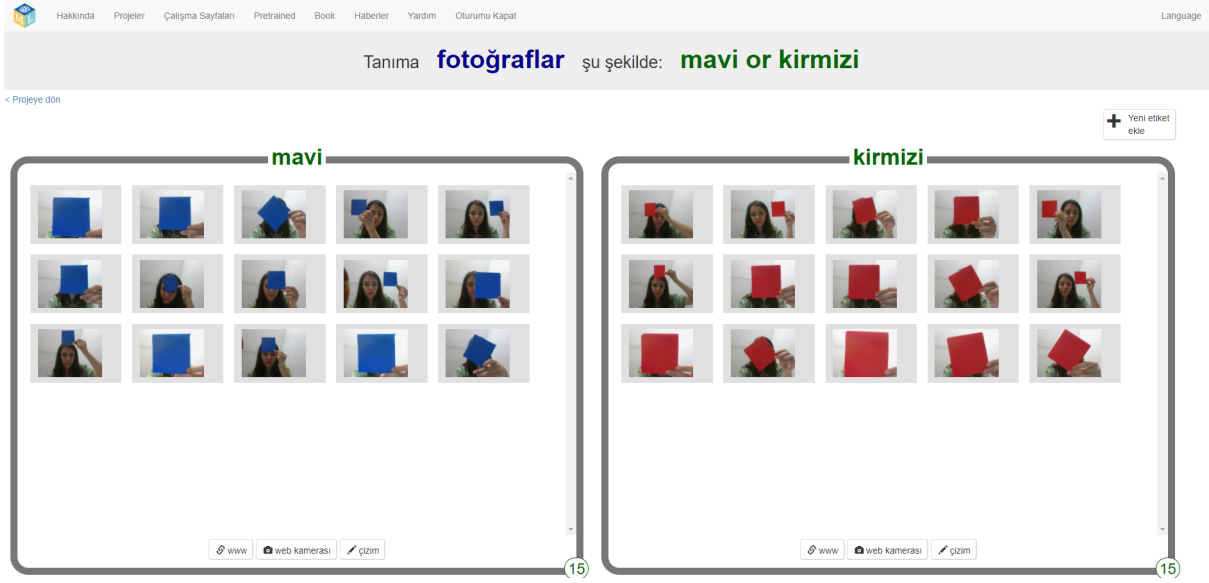 Hakkında Projeler Çalışma Sayfaları Pretrained Book Haberler Yardım Oturumu Kapat Language
Tanıma fotoğraflar şu şekilde: mavi or kirmizi
< Projeye dön
Yeni etiket
ekle
mavi
www web kamerası çizim
15
kirmizi
www web kamerası çizim
15